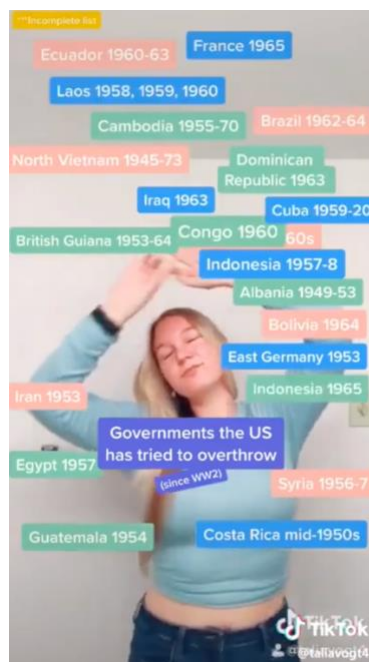 ***Incomplete list
Ecuador 1960-63
France 1965
Laos 1958, 1959, 1960
Cambodia 1955-70
Brazil 1962-64
North Vietnam 1945-73
Dominican
Republic 1963
Iraq 1963
Cuba 1959-20
British Guiana 1953-64
Congo 1960
60s
Indonesia 1957-8
Albania 1949-53
Bolivia 1964
East Germany 1953
Iran 1953
Indonesia 1965
Governments the US
has tried to overthrow
(since WW2)
Egypt 1957
Syria 1956-7
Guatemala 1954
Costa Rica mid-1950s
TikTok
@taliavogt4